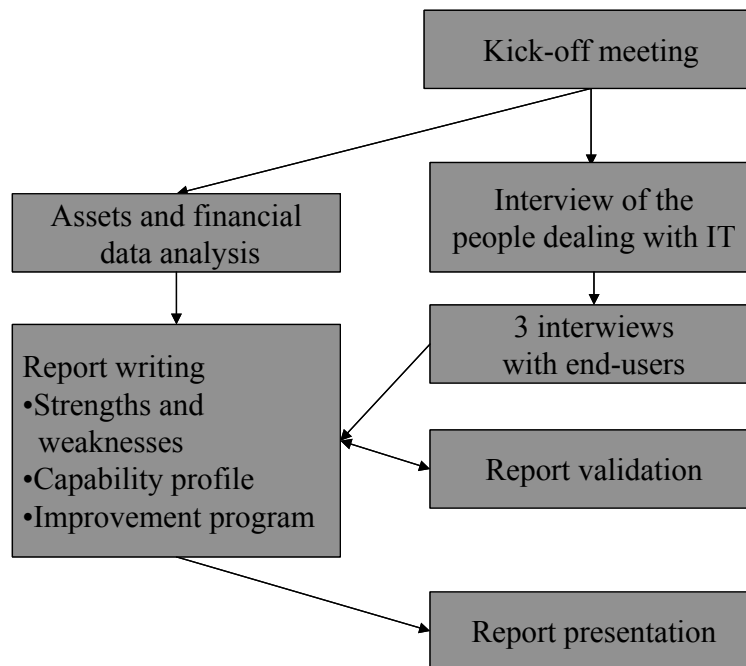 Kick-off meeting
Assets and financial
data analysis
Interview of the
people dealing with IT
3 interwiews
with end-users
Report writing
•Strengths and
weaknesses
•Capability profile
•Improvement program
Report validation
Report presentation